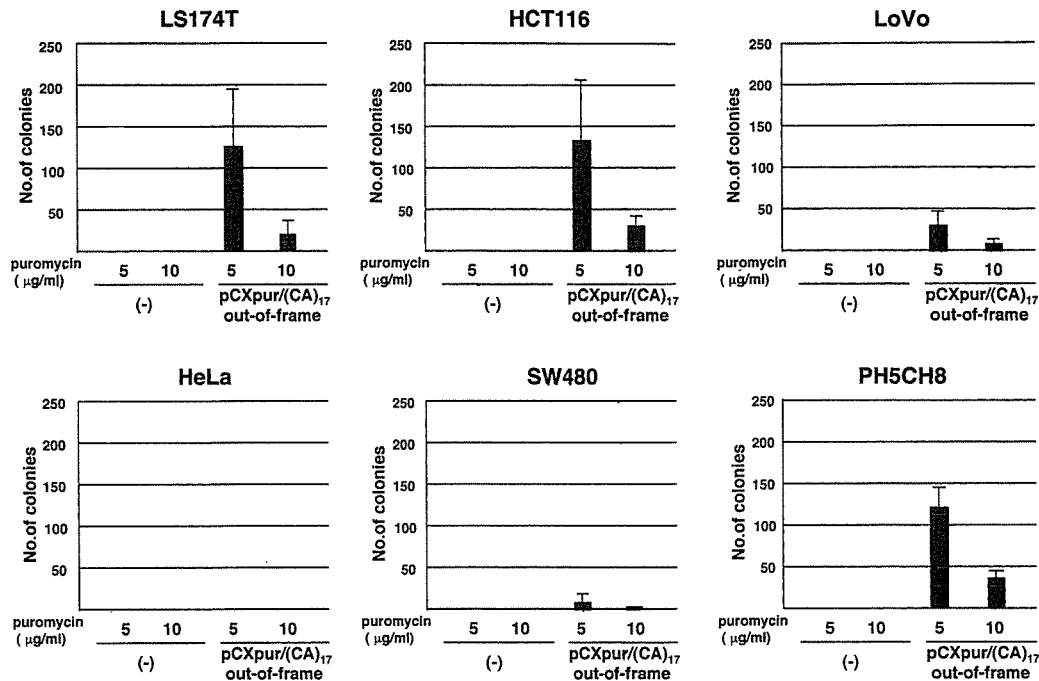 LS174T
No.of colonies
250
200
150
100
50
puromycin
( µg/ml)
5 10 5 10
(-)
pCXpur/(CA)17
out-of-frame
HCT116
No.of colonies
250
200
150
100
50
puromycin
( µg/ml)
5 10 5 10
(-)
pCXpur/(CA)17
out-of-frame
LoVo
No.of colonies
250
200
150
100
50
puromycin
( µg/ml)
5 10 5 10
(-)
pCXpur/(CA)17
out-of-frame
HeLa
No.of colonies
250
200
150
100
50
puromycin
( µg/ml)
5 10 5 10
(-)
pCXpur/(CA)17
out-of-frame
SW480
No.of colonies
250
200
150
100
50
puromycin
( µg/ml)
5 10 5 10
(-)
pCXpur/(CA)17
out-of-frame
PH5CH8
No.of colonies
250
200
150
100
50
puromycin
(µg/ml)
5 10 5 10
(-)
pCXpur/(CA)17
out-of-frame